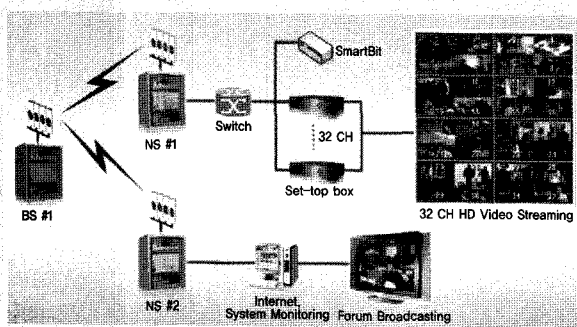 SmartBit
NS #1
Switch
32 CH
Set-top box
BS #1
32 CH HD Video Streaming
NS #2
Internet,
System Monitoring
Forum Broadcasting